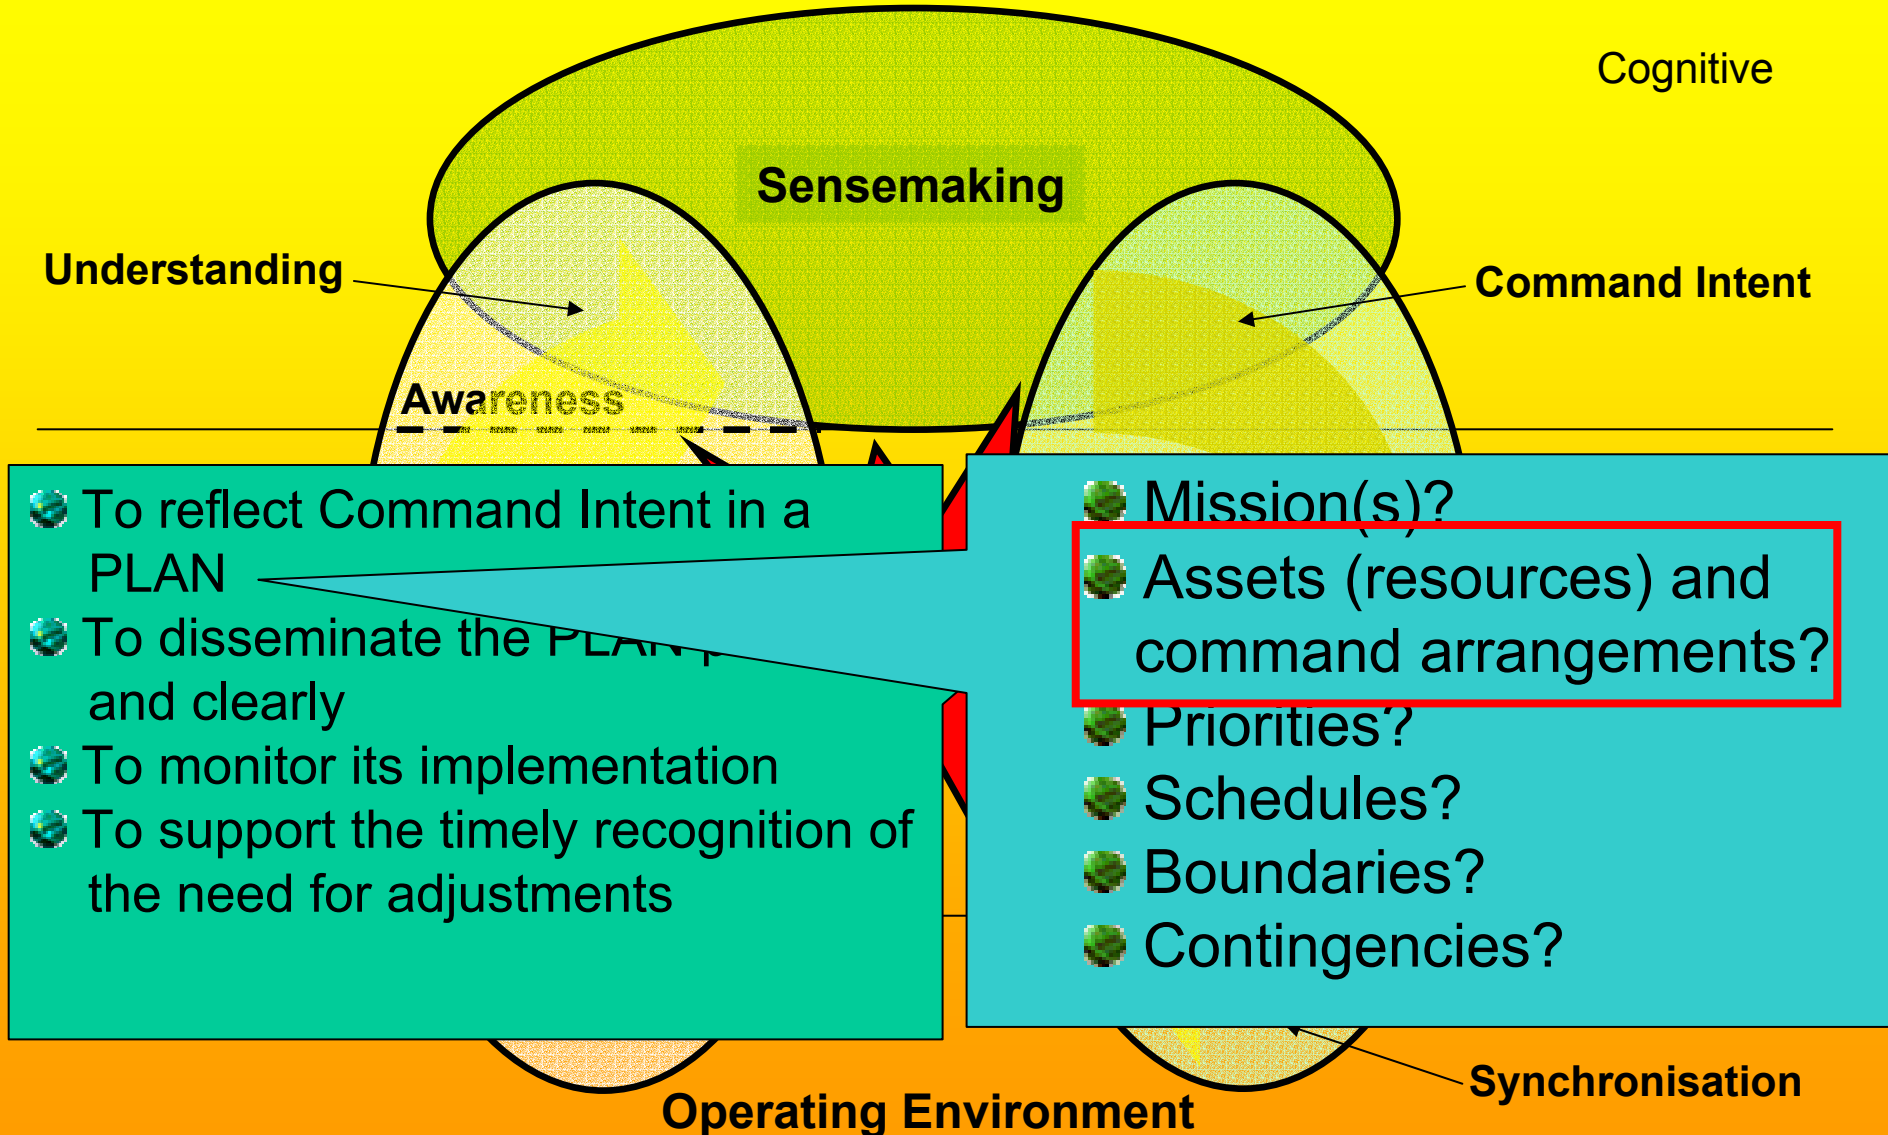 Cognitive
Sensemaking
Understanding
Command Intent
Awareness
To reflect Command Intent in a
PLAN
To disseminate the PLAN
and clearly
To monitor its implementation
To support the timely recognition of
the need for adjustments
Mission(s)?
Assets (resources) and
command arrangements?
Priorities?
Schedules?
Boundaries?
Contingencies?
Synchronisation
Operating Environment